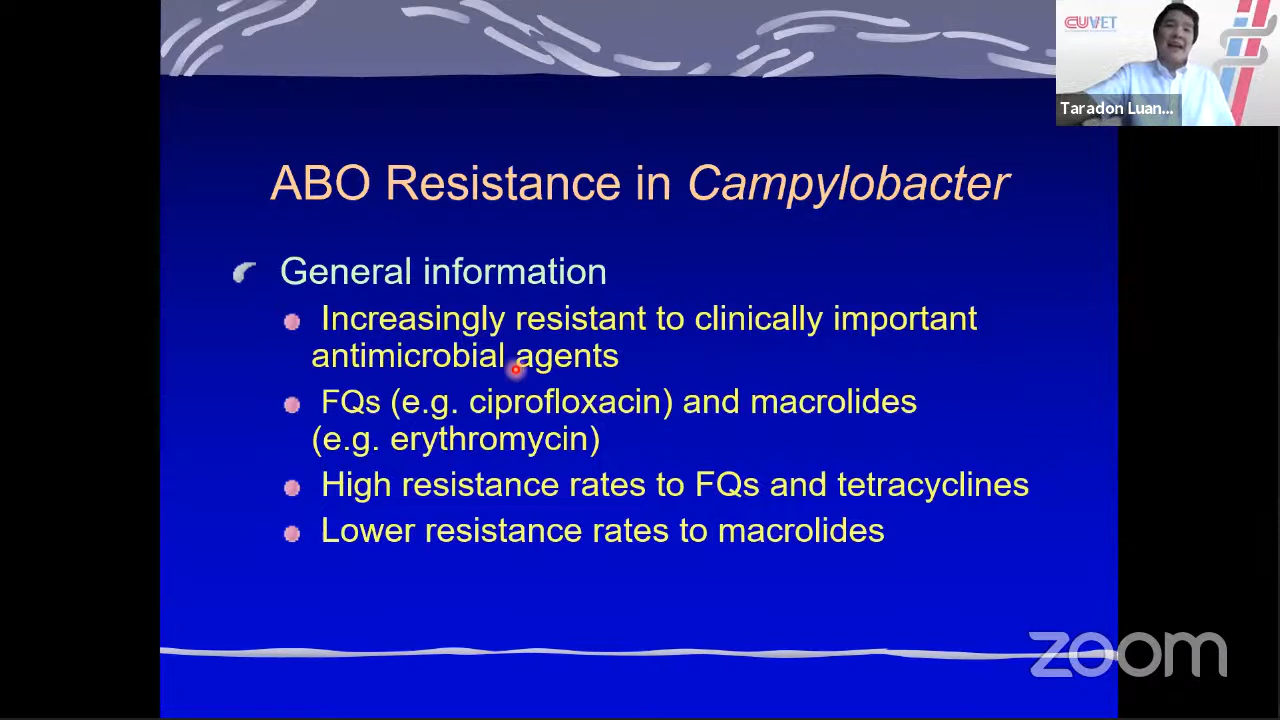 CUVET
Taradon Luan...
ABO Resistance in Campylobacter
General information
Increasingly resistant to clinically important
antimicrobial agents
FQs (e.g. ciprofloxacin) and macrolides
(e.g. erythromycin)
High resistance rates to FQs and tetracyclines
Lower resistance rates to macrolides
zoom